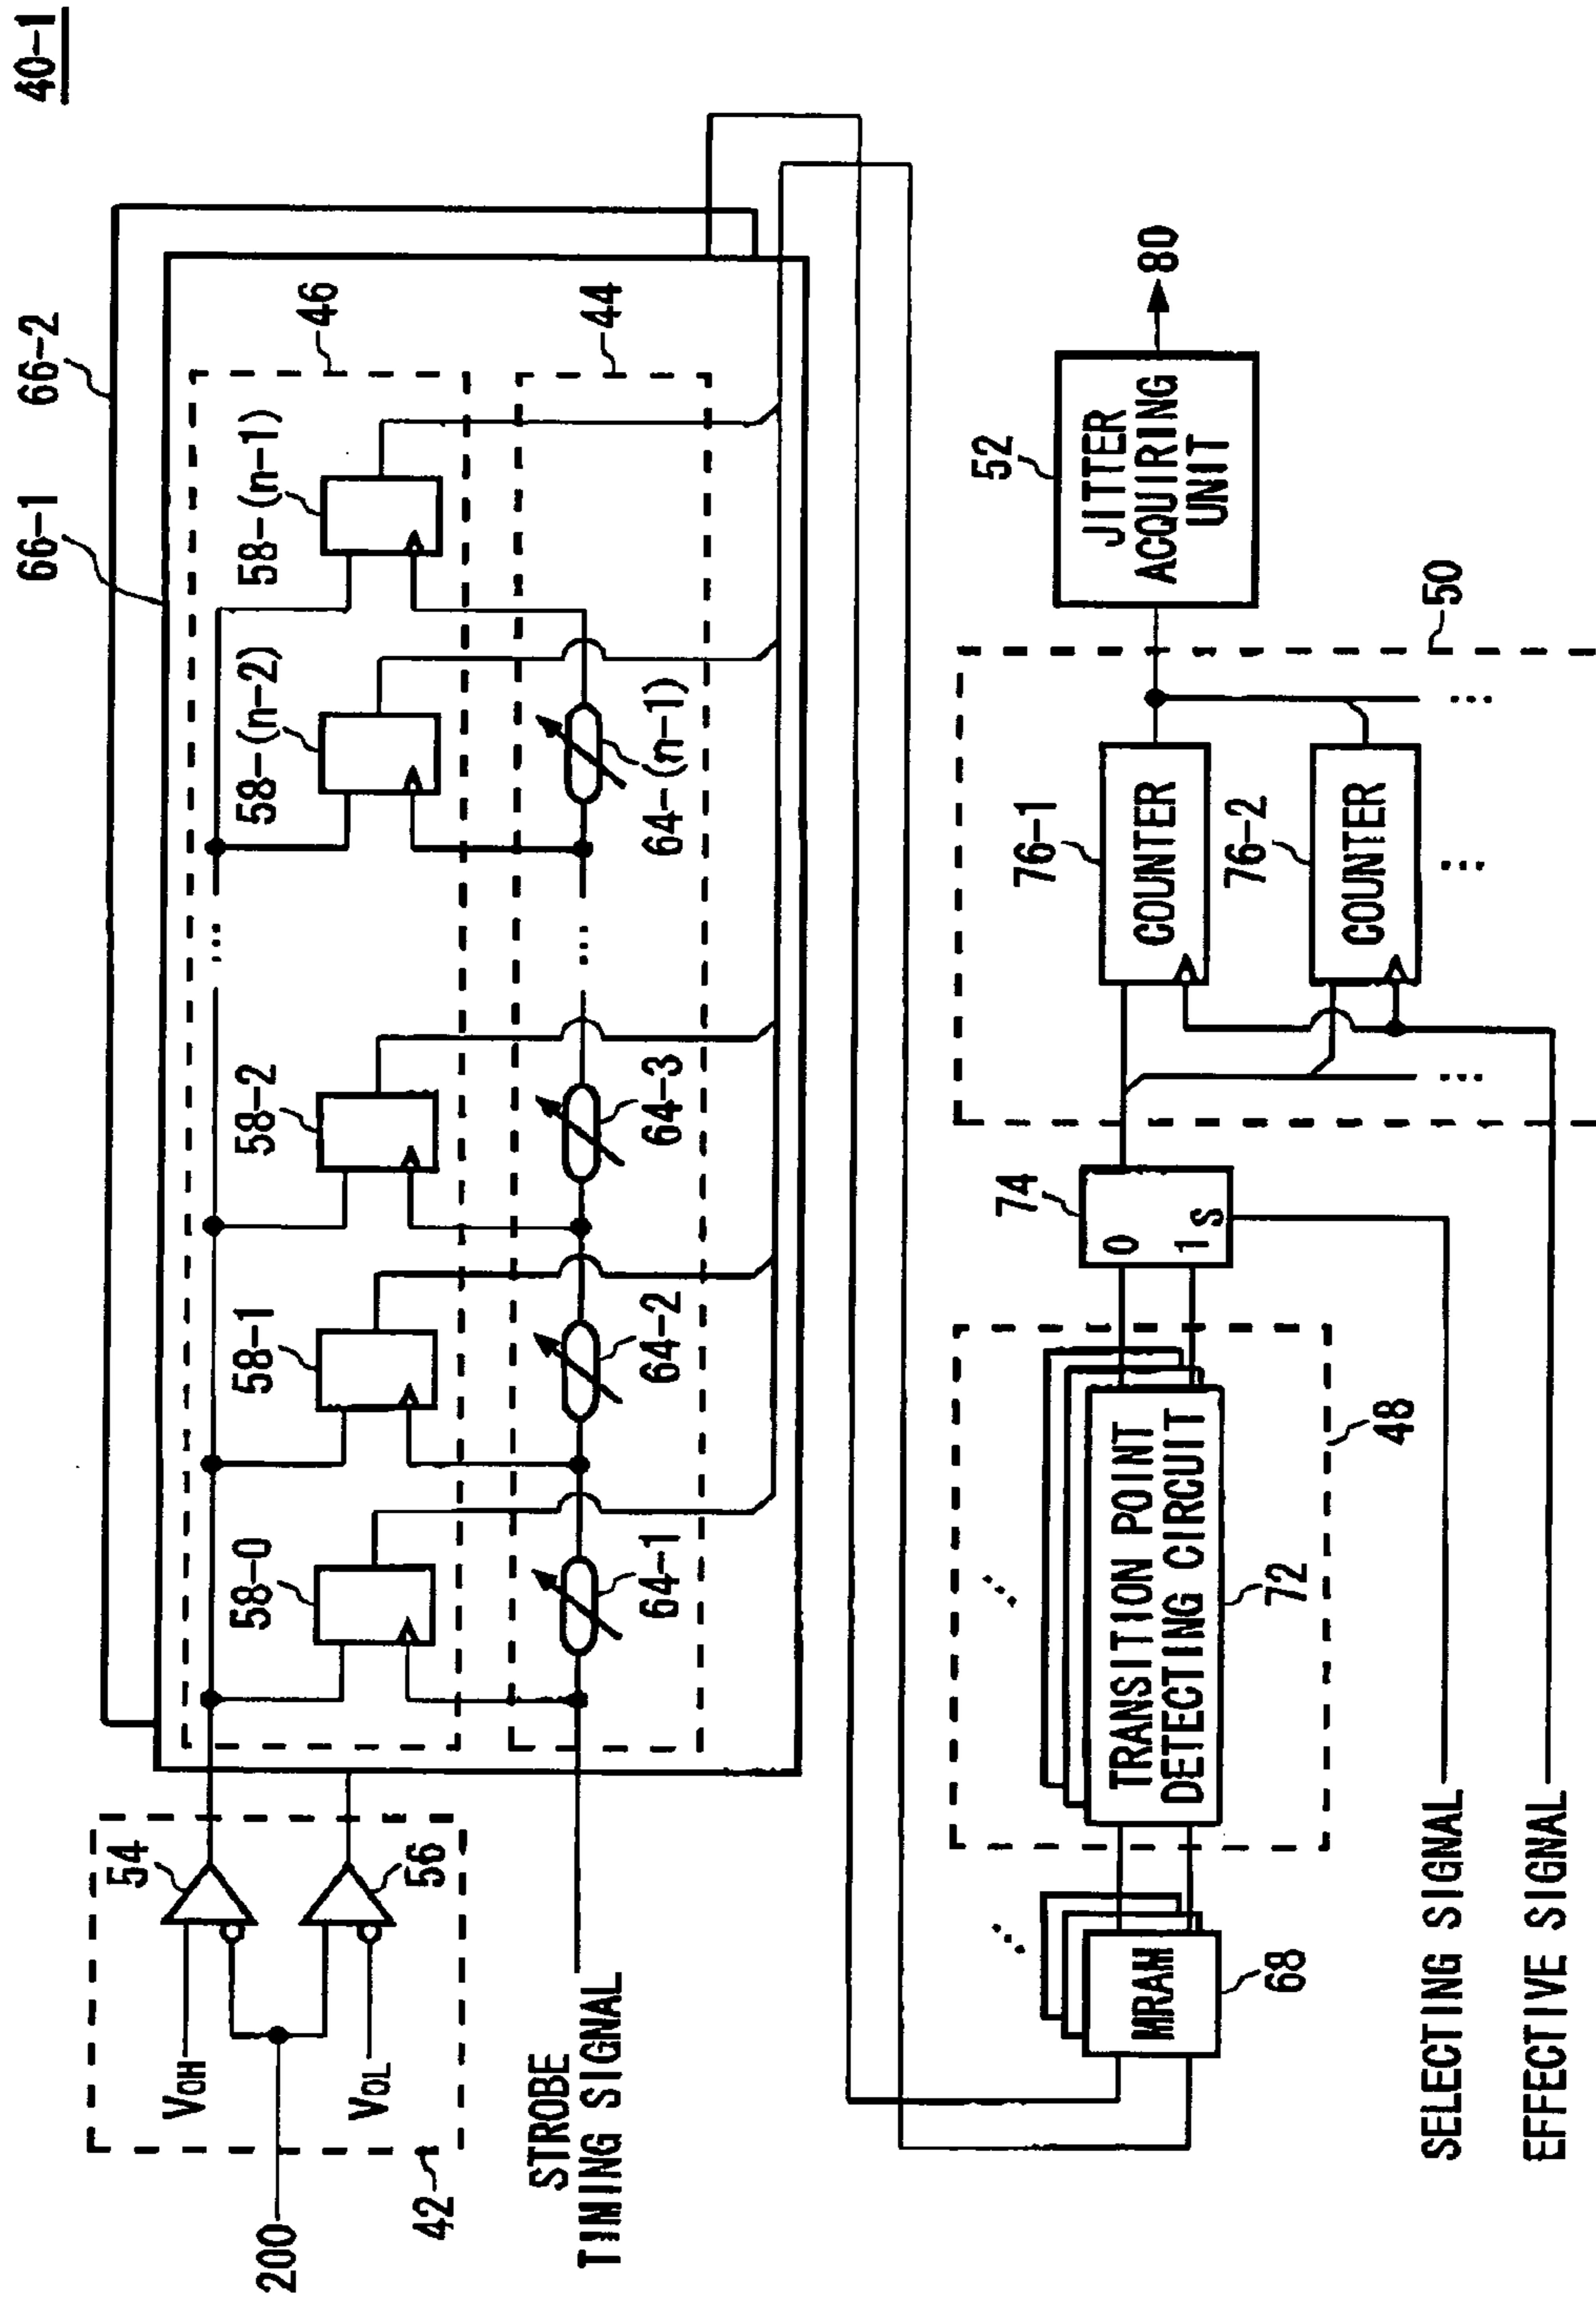 40-1
66-2
66-1
46
44
58-(n-1)
58-(n-2)
58-2
58-1
58-0
64-(n-1)
64-3
64-2
64-1
...
...
54
56
VOH
VOL
200
42
STROBE
TIMING SIGNAL
80
52
JITTER
ACQUIRING
UNIT
50
76-1
COUNTER
76-2
COUNTER
...
...
...
74
0
1
S
48
TRANSITION POINT
DETECTING CIRCUIT
72
...
MRAM
68
...
SELECTING SIGNAL
EFFECTIVE SIGNAL